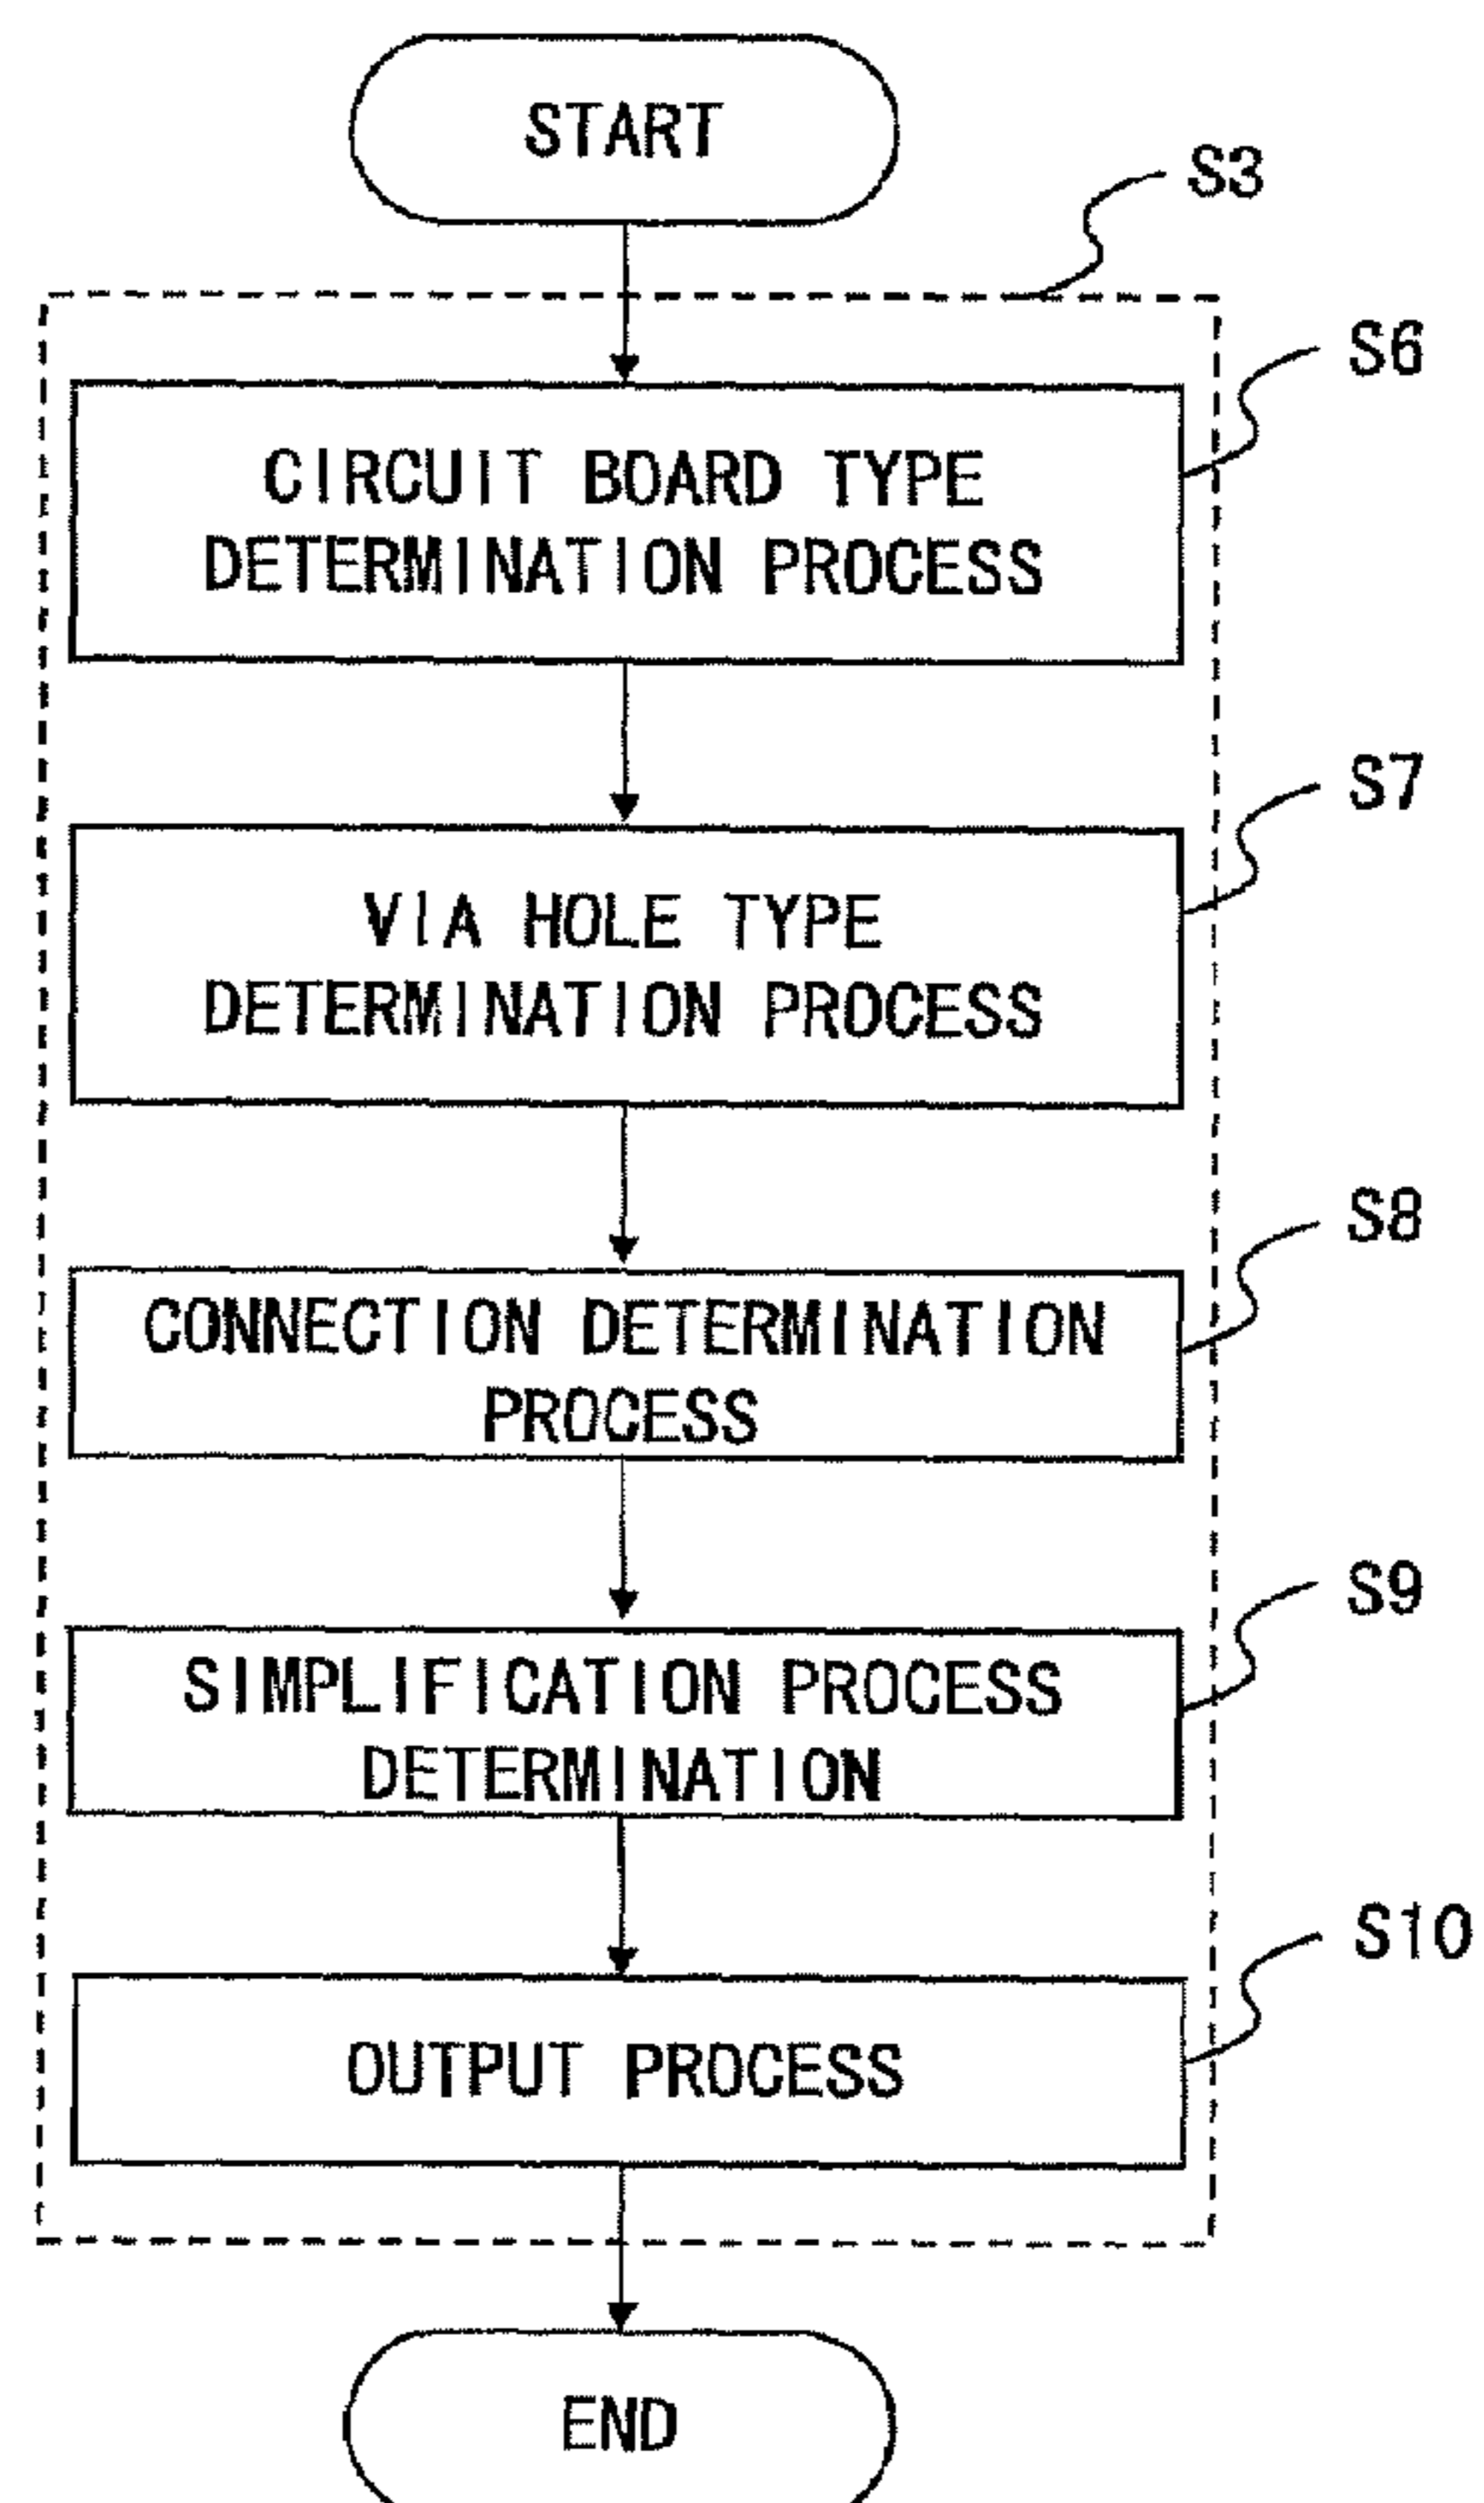 START
S3
S6
CIRCUIT BOARD TYPE
DETERMINATION PROCESS
S7
VIA HOLE TYPE
DETERMINATION PROCESS
S8
CONNECTION DETERMINATION
PROCESS
S9
SIMPLIFICATION PROCESS
DETERMINATION
S10
OUTPUT PROCESS
END